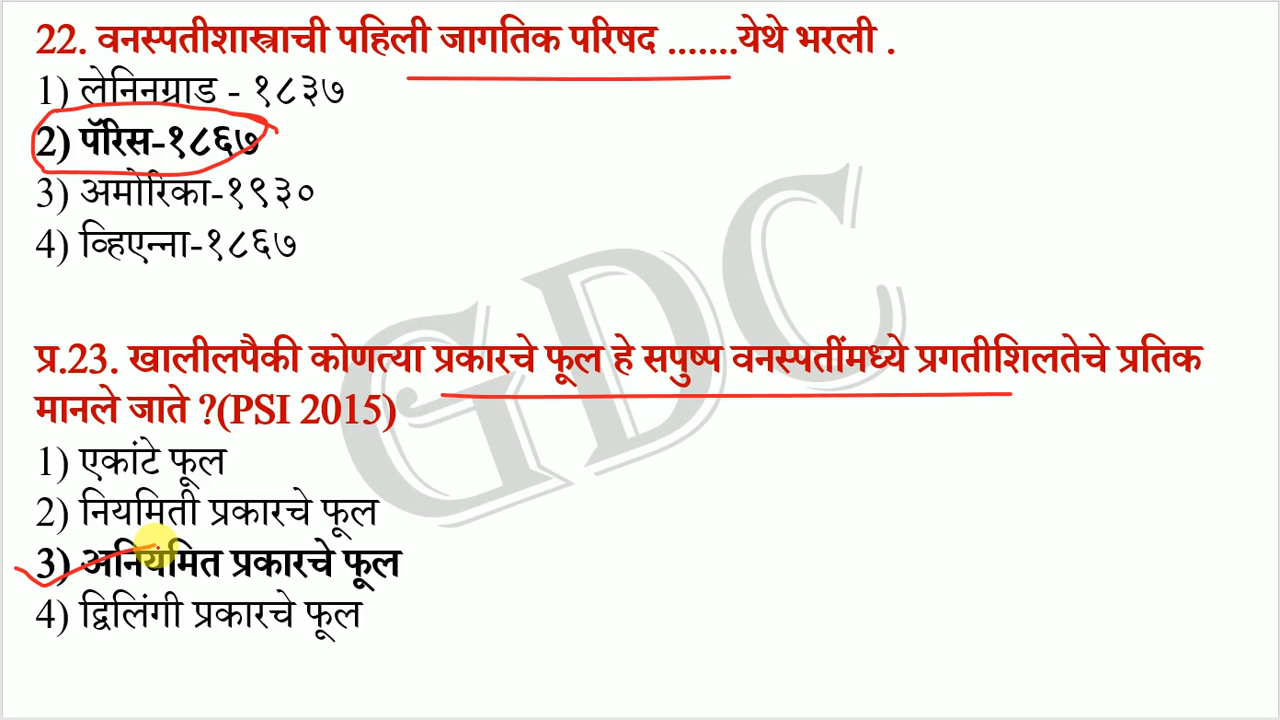 22. वनस्पतीशास्त्राची पहिली जागतिक परिषद .......येथे भरली .
1) लेनिनग्राड - १८३७
2) पॅरिस-१८६७
3) अमोरिका-१९३०
4) व्हिएन्ना-१८६७
प्र.23. खालीलपैकी कोणत्या प्रकारचे फूल हे सपुष्प वनस्पतींमध्ये प्रगतीशिलतेचे प्रतिक
मानले जाते ?(PSI 2015)
1) एकांटे फूल
2) नियमिती प्रकारचे फूल
3) अनियंमित प्रकारचे फूल
4) द्विलिंगी प्रकारचे फूल
GDC